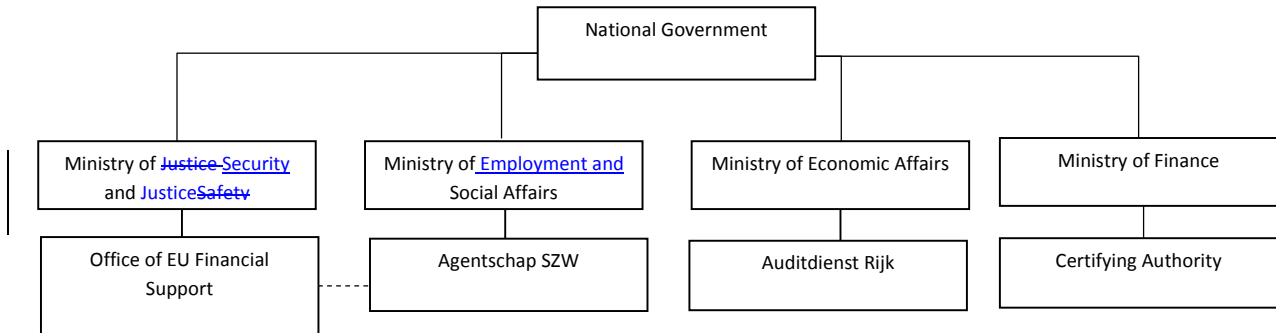 National Government
Ministry of Justice Security
and JusticeSafety
Ministry of Employment and
Social Affairs
Ministry of Economic Affairs
Ministry of Finance
Office of EU Financial
Support
Agentschap SZW
Auditdienst Rijk
Certifying Authority